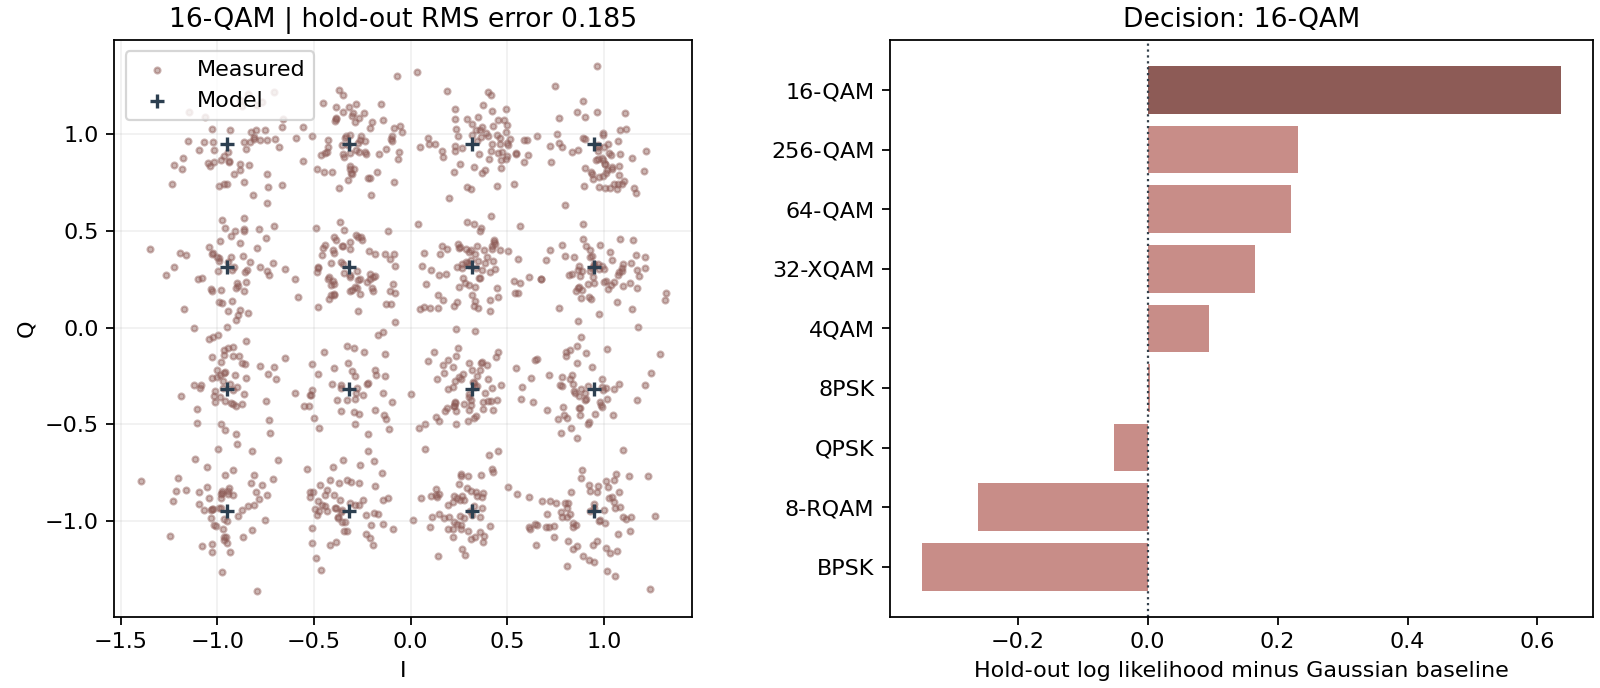 16-QAM | hold-out RMS error 0.185
Measured
Model
1.0
0.5
0.0
−0.5
−1.0
Q
−1.5
−1.0
−0.5
0.0
0.5
1.0
I
Decision: 16-QAM
16-QAM
256-QAM
64-QAM
32-XQAM
4QAM
8PSK
QPSK
8-RQAM
BPSK
−0.2
0.0
0.2
0.4
0.6
Hold-out log likelihood minus Gaussian baseline